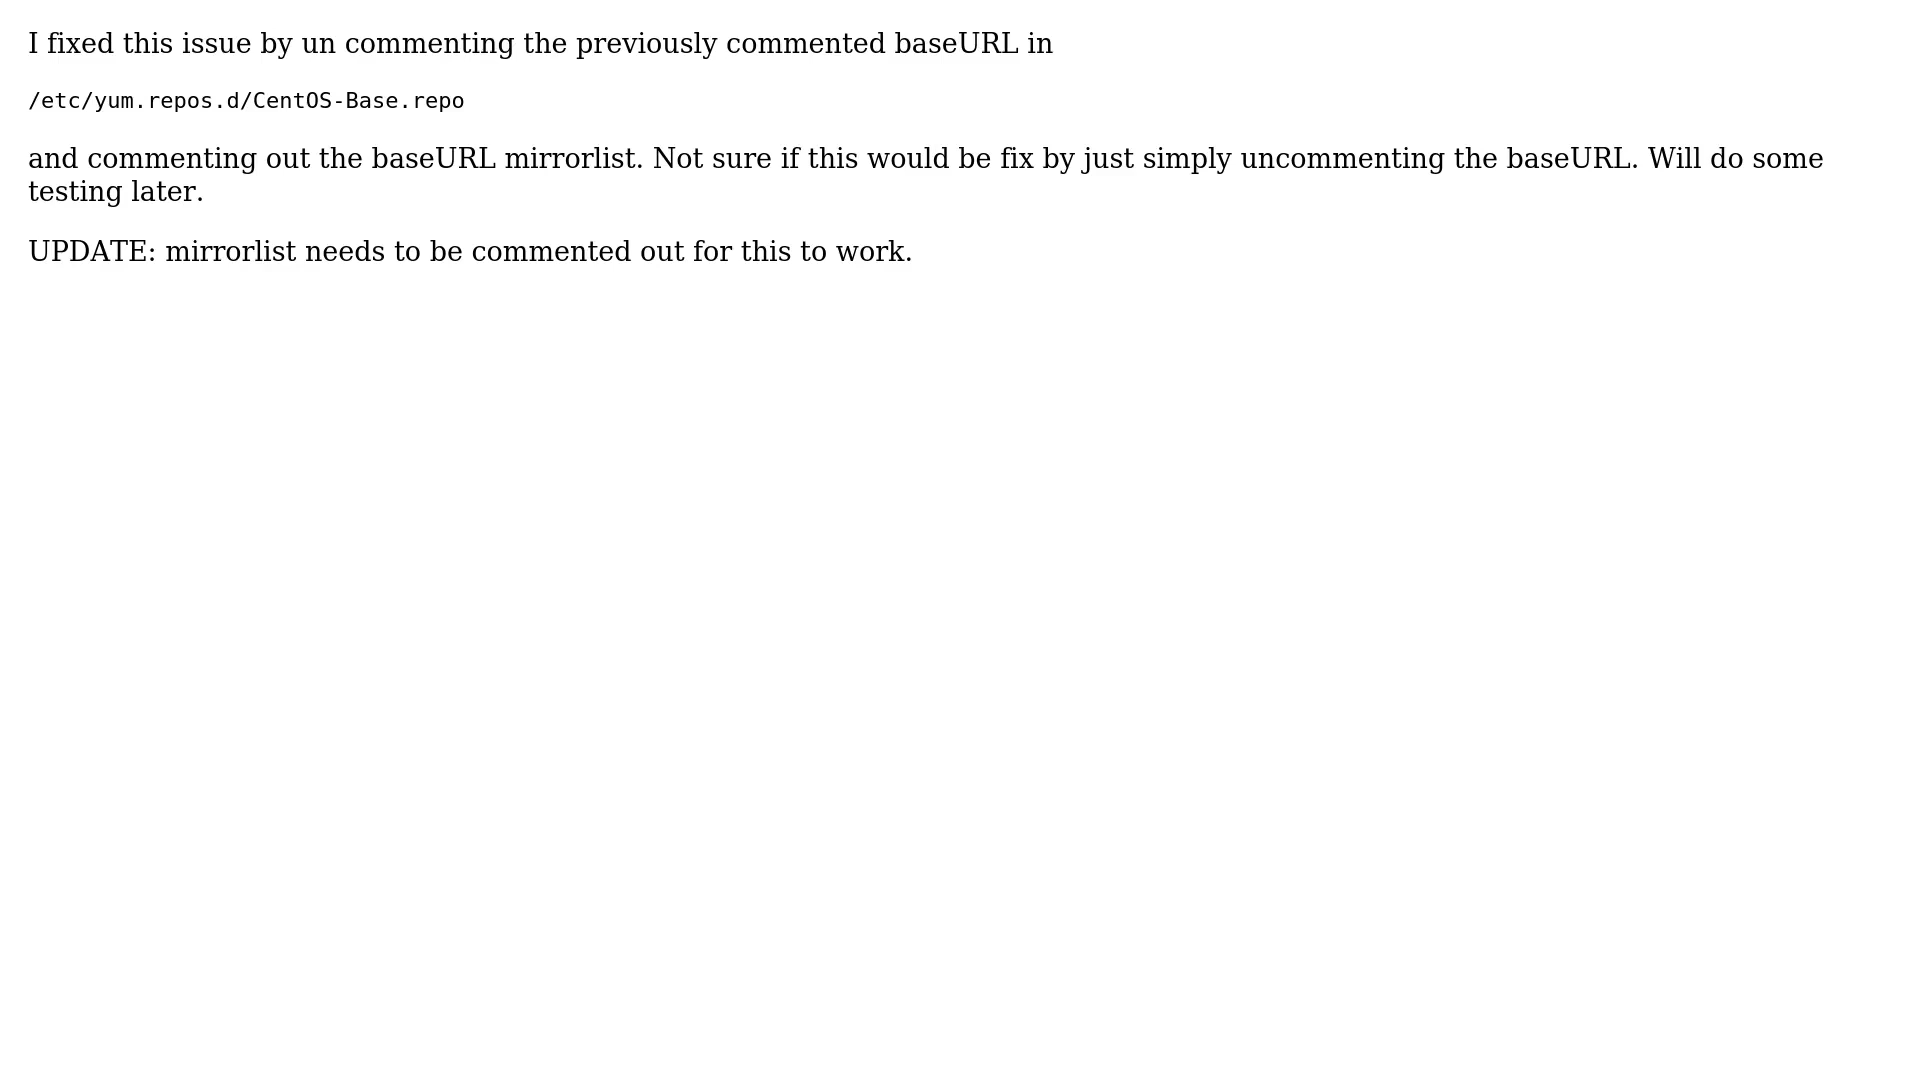 I fixed this issue by un commenting the previously commented baseURL in
/etc/yum.repos.d/CentOS-Base.repo
and commenting out the baseURL mirrorlist. Not sure if this would be fix by just simply uncommenting the baseURL. Will do some
testing later.
UPDATE: mirrorlist needs to be commented out for this to work.